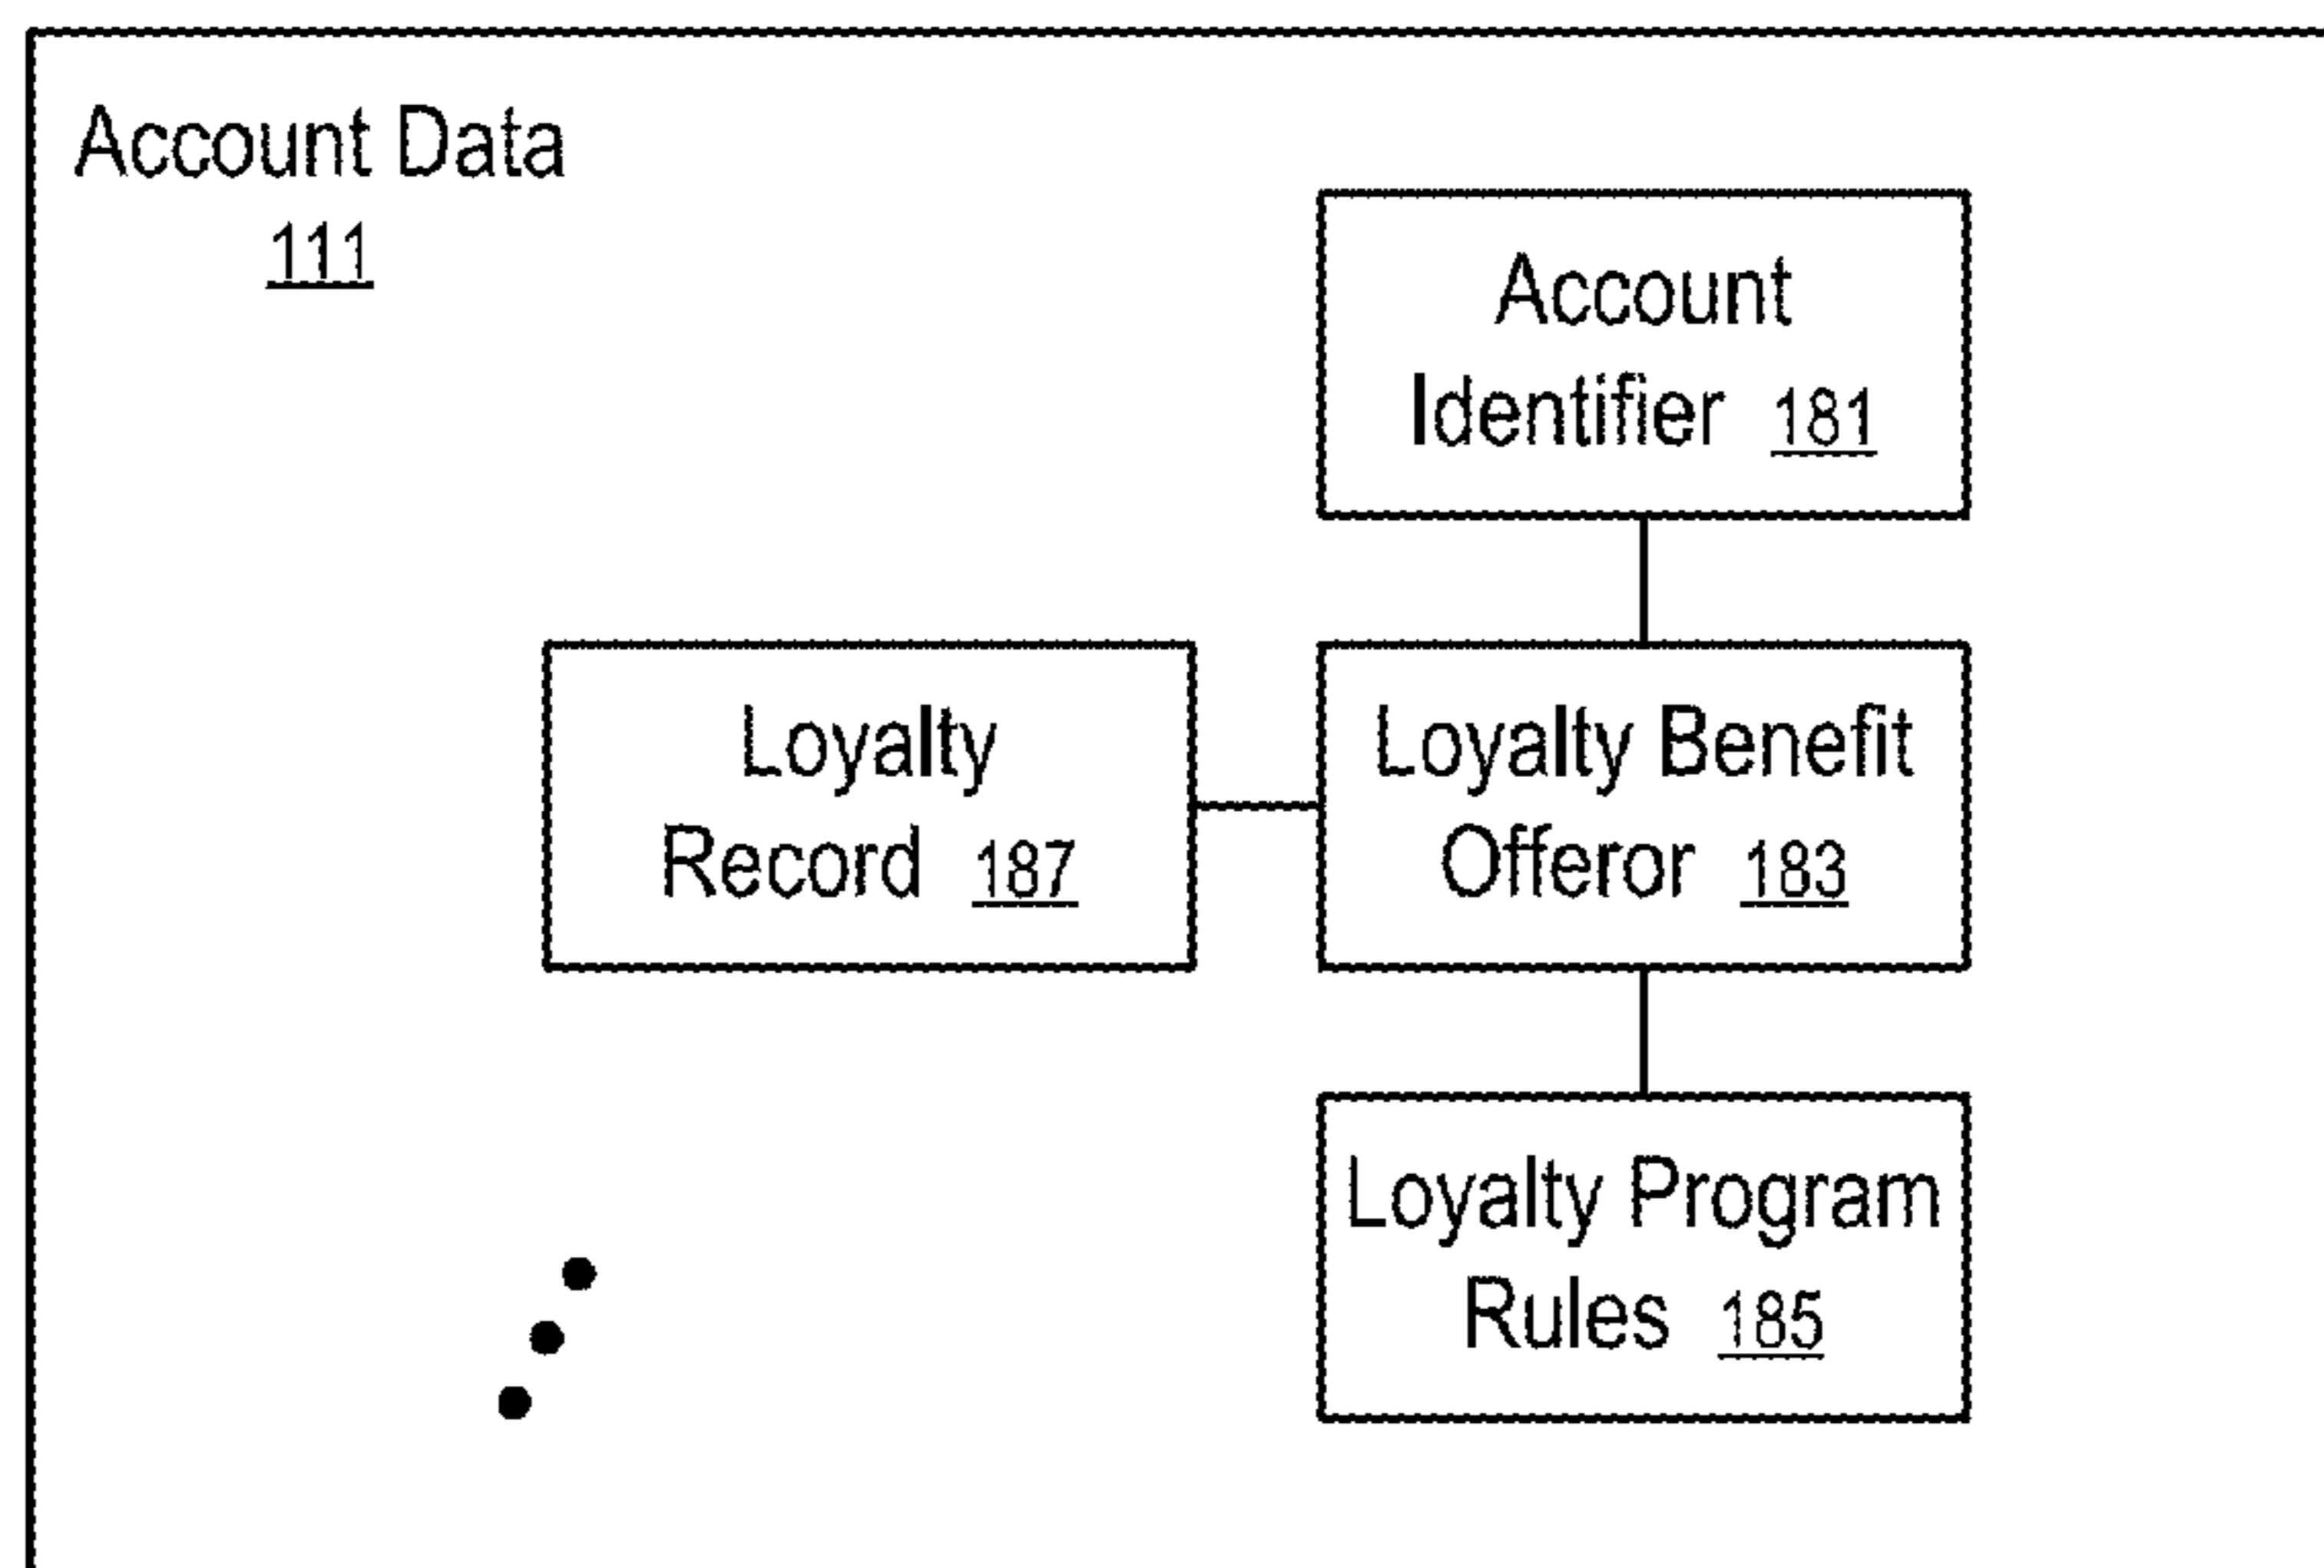 Account Data
111
Account
Identifier 181
Loyalty
Record 187
Loyalty Benefit
Offeror 183
Loyalty Program
Rules 185